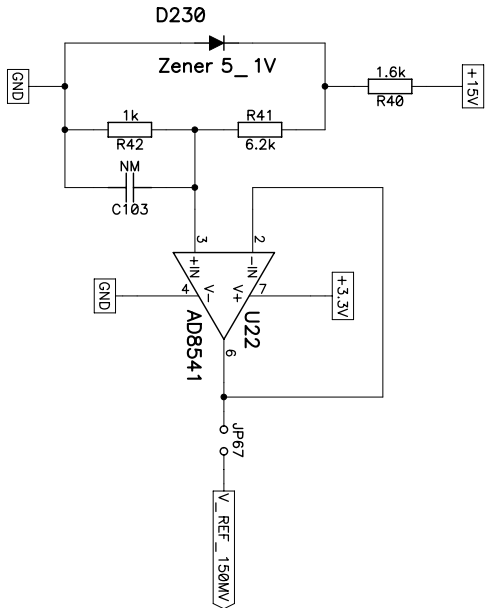 D230
Zener 5_1V
GND
1k
R42
R41
6.2k
1.6k
R40
+15V
NM
C103
3
2
+IN
-IN
V-
V+
4
7
GND
+3.3V
U22
AD8541
6
JP67
V_REF_150MV